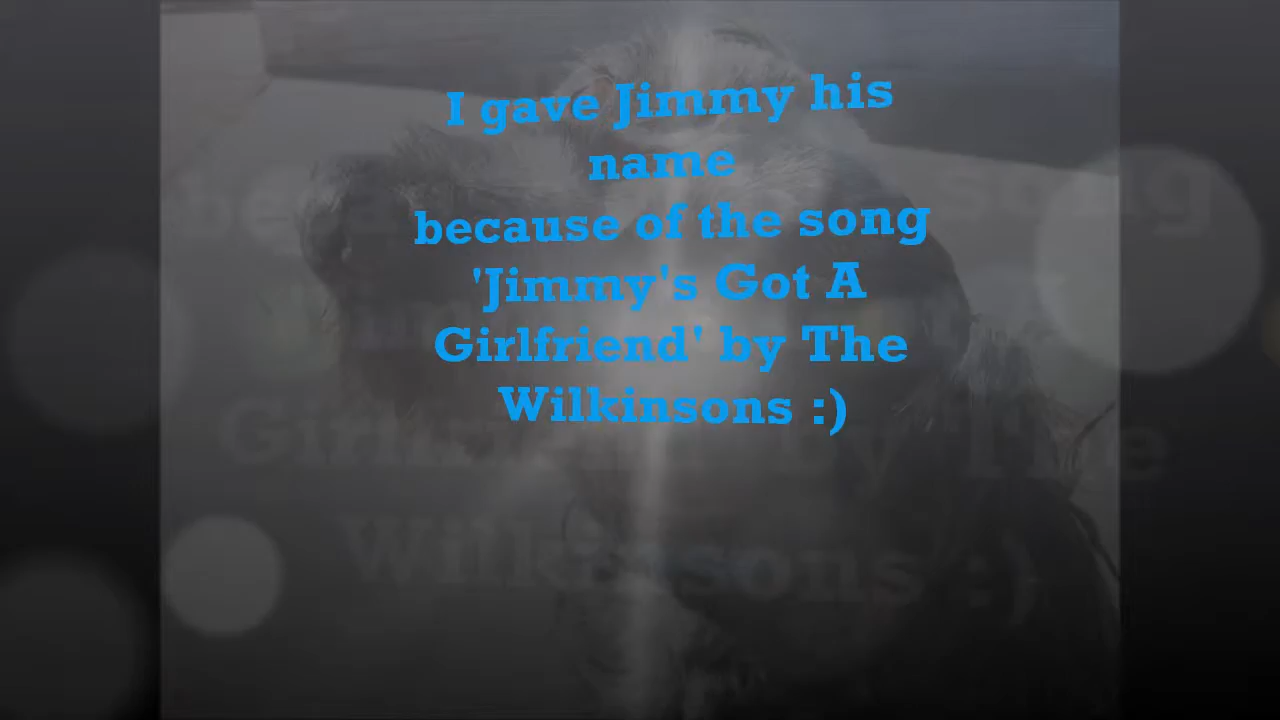 I gave Jimmy his
name
because of the song
'Jimmy's Got A
Girlfriend' by The
Wilkinsons :)